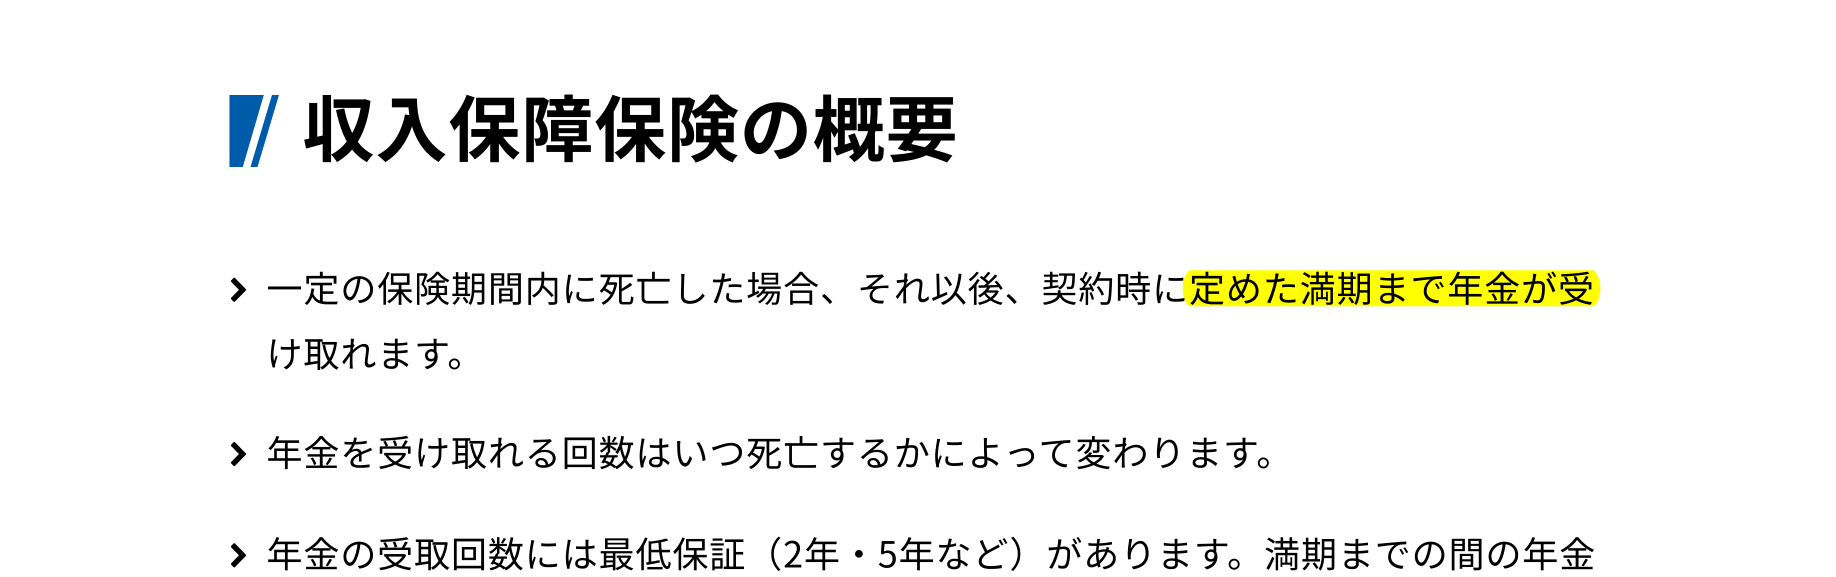 収入保障保険の概要
一定の保険期間内に死亡した場合、それ以後、契約時に定めた満期まで年金が受
け取れます。
年金を受け取れる回数はいつ死亡するかによって変わります。
年金の受取回数には最低保証（2年・5年など）があります。満期までの間の年金